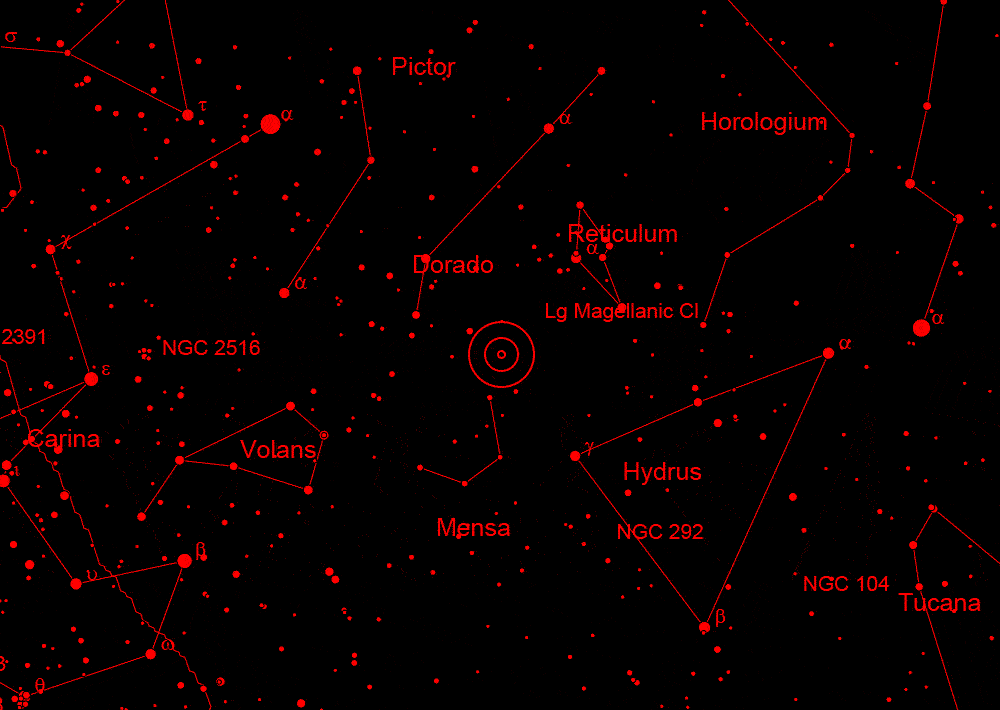 σ
Pictor
τ
α
α
Horologium
χ
Reticulum
α
Dorado
α
Lg Magellanic Cl
α
2391
NGC 2516
α
ε
Carina
Volans
γ
Hydrus
ι
Mensa
NGC 292
β
υ
NGC 104
Tucana
β
ω
θ